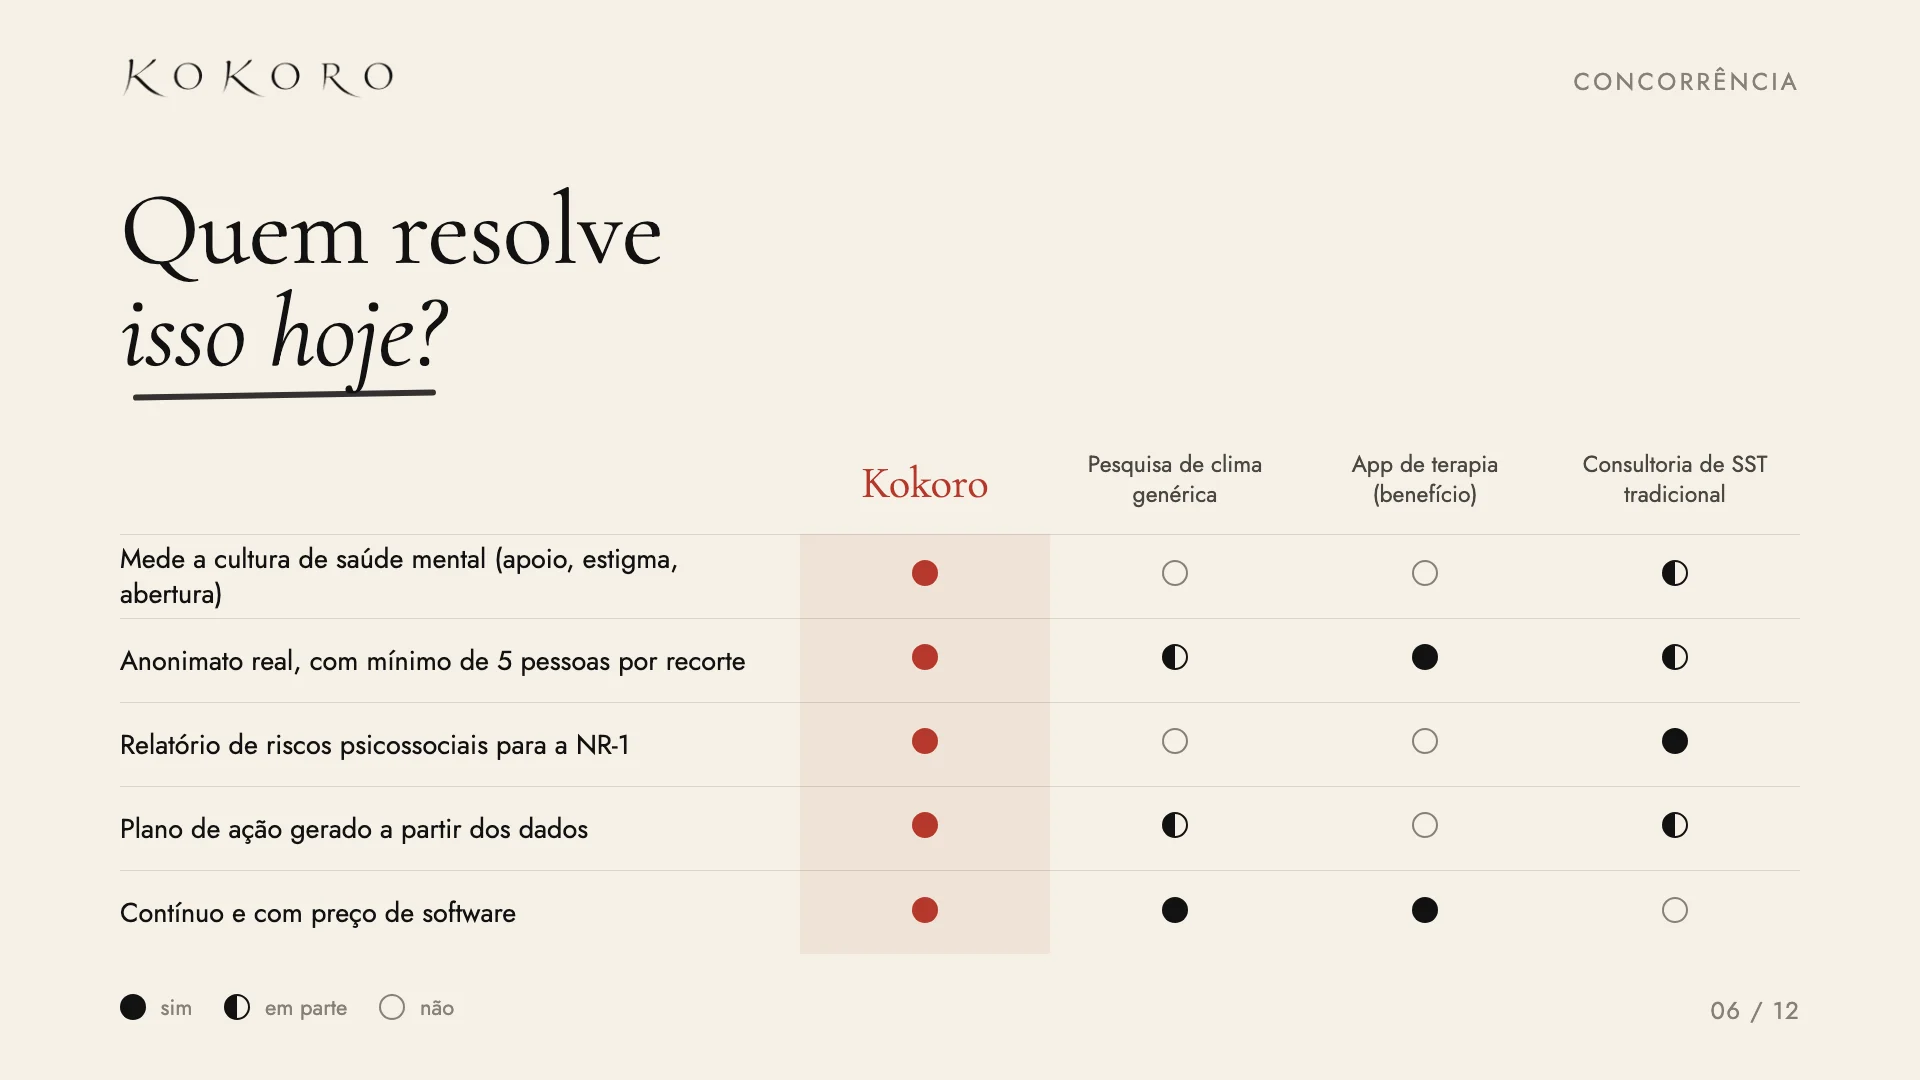 KOKORO
CONCORRÊNCIA
Quem resolve
isso hoje?
Kokoro
Pesquisa de clima
genérica
App de terapia
(benefício)
Consultoria de SST
tradicional
Mede a cultura de saúde mental (apoio, estigma,
abertura)
Anonimato real, com mínimo de 5 pessoas por recorte
Relatório de riscos psicossociais para a NR-1
Plano de ação gerado a partir dos dados
Contínuo e com preço de software
sim
em parte
não
06 / 12